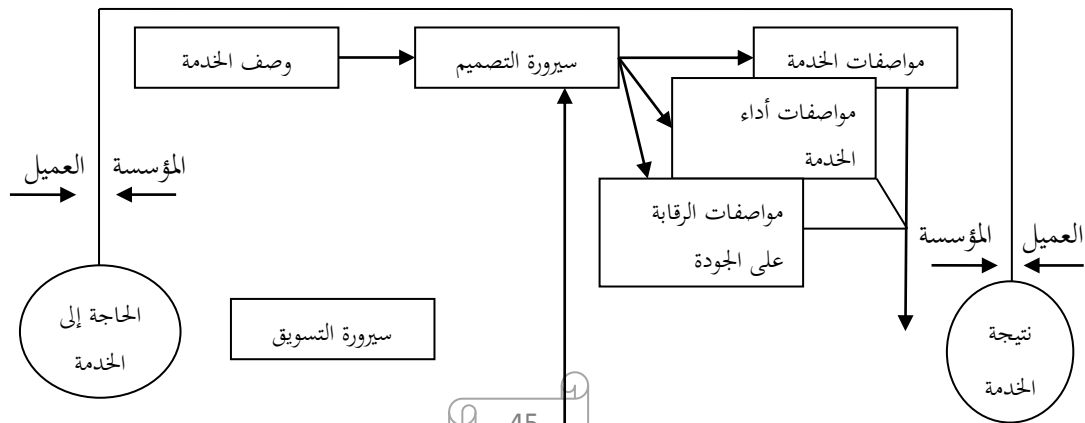 وصف الخدمة
سيرورة التصميم
مواصفات الخدمة
مواصفات أداء
الخدمة
العميل
المؤسسة
مواصفات الرقابة
على الجودة
المؤسسة
العميل
الحاجة إلى
الخدمة
سيرورة التسويق
نتيجة
الخدمة
45